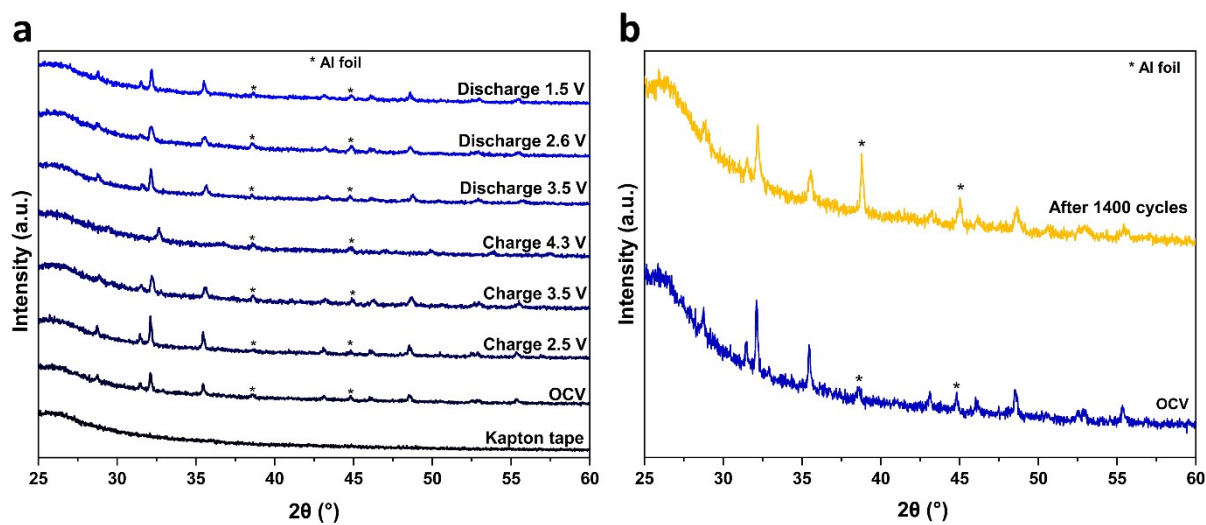 a
* Al foil
Discharge 1.5 V
* *
Discharge 2.6 V
* *
Discharge 3.5 V
* *
Charge 4.3 V
* *
Charge 3.5 V
* *
Charge 2.5 V
* *
OCV
* *
Kapton tape
Intensity (a.u.)
25 30 35 40 45 50 55 60
2θ (°)
b
* Al foil
*
*
After 1400 cycles
* *
OCV
Intensity (a.u.)
25 30 35 40 45 50 55 60
2θ (°)